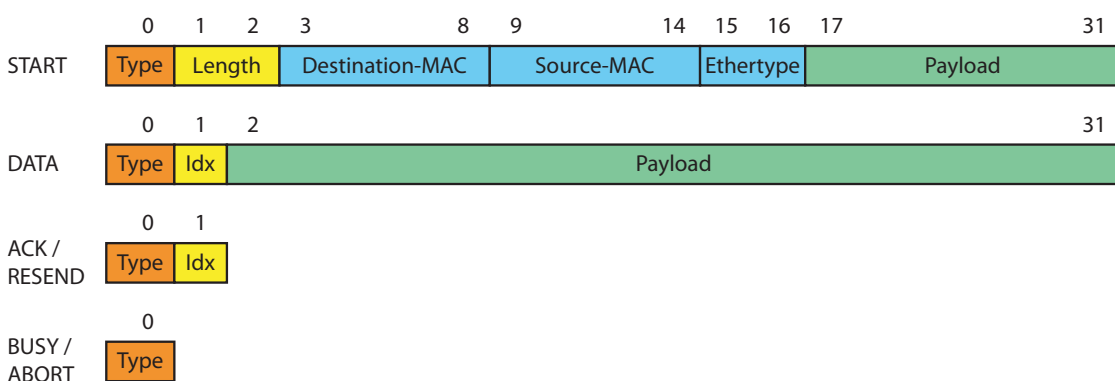 0 1 2 3 8 9 14 15 16 17 31
START Type Length Destination-MAC Source-MAC Ethertype Payload
0 1 2 31
DATA Type Idx Payload
0 1
ACK /
RESEND Type Idx
0
BUSY /
ABORT Type